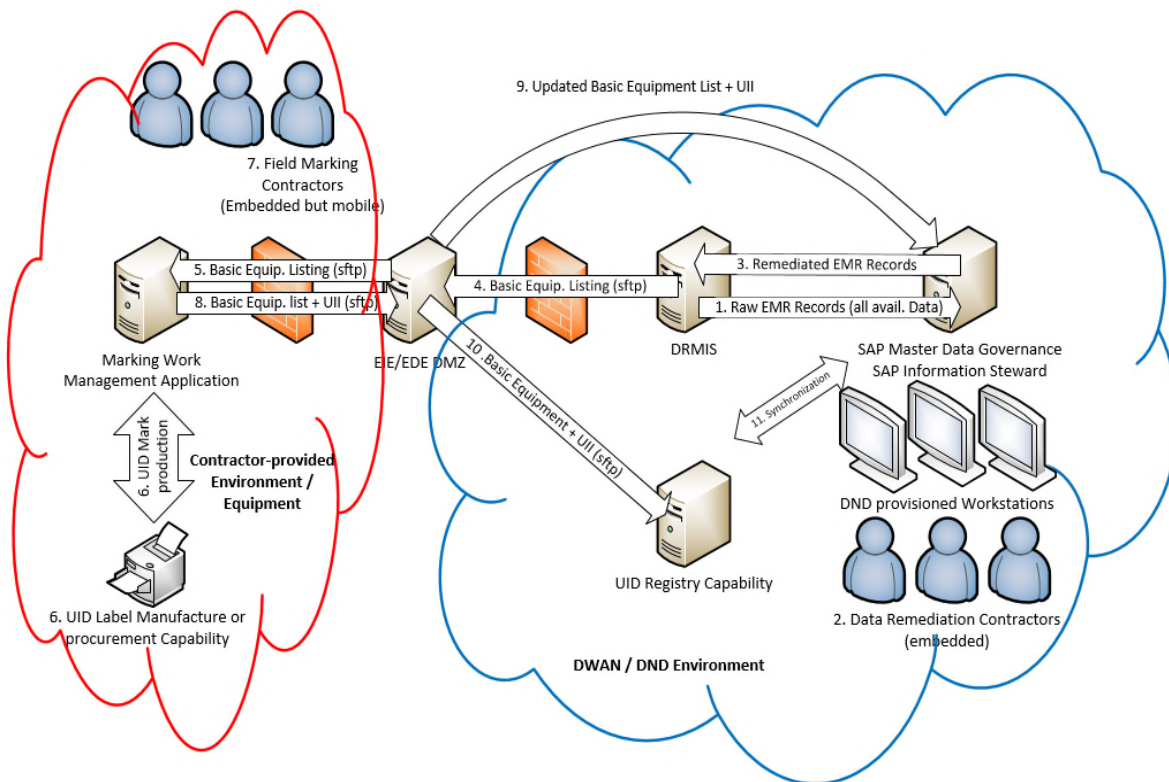 9. Updated Basic Equipment List + UII
7. Field Marking
Contractors
(Embedded but mobile)
5. Basic Equip. Listing (sftp)
8. Basic Equip. list + UII (sftp)
4. Basic Equip. Listing (sftp)
3. Remediated EMR Records
1. Raw EMR Records (all avail. Data)
Marking Work
Management Application
EIE/EDE DMZ
DRMIS
SAP Master Data Governance
SAP Information Steward
10 .Basic Equipment + UII (sftp)
11. Synchronization
6. UID Mark
production
Contractor-provided
Environment /
Equipment
DND provisioned Workstations
UID Registry Capability
6. UID Label Manufacture or
procurement Capability
2. Data Remediation Contractors
(embedded)
DWAN / DND Environment